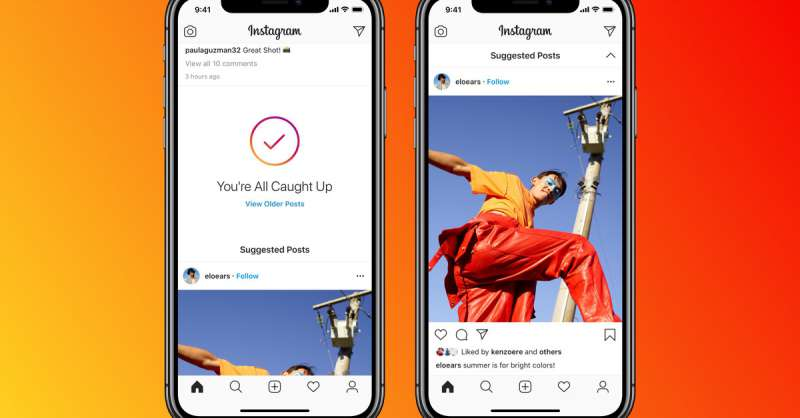 9:41
Instagram
paulaguzman32 Great Shot! 📸
View all 10 comments
3 hours ago
You're All Caught Up
View Older Posts
Suggested Posts
eloears • Follow
9:41
Instagram
Suggested Posts
eloears • Follow
Liked by kenzoere and others
eloears summer is for bright colors!